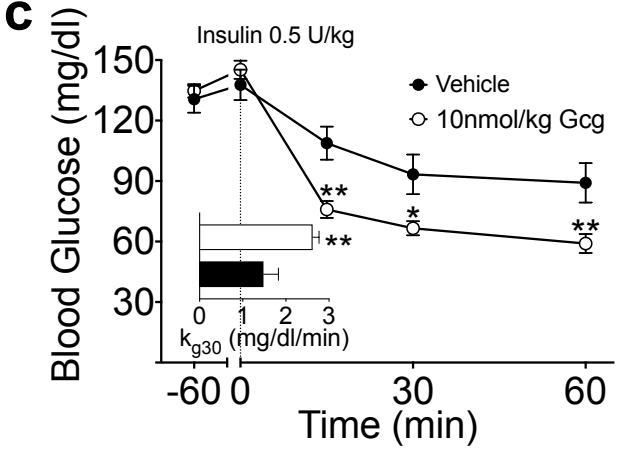 c
Insulin 0.5 U/kg
Blood Glucose (mg/dl)
150
120
90
60
30
Vehicle
10nmol/kg Gcg
**
*
**
**
0 1 2 3
kg30 (mg/dl/min)
-60 0 30 60
Time (min)